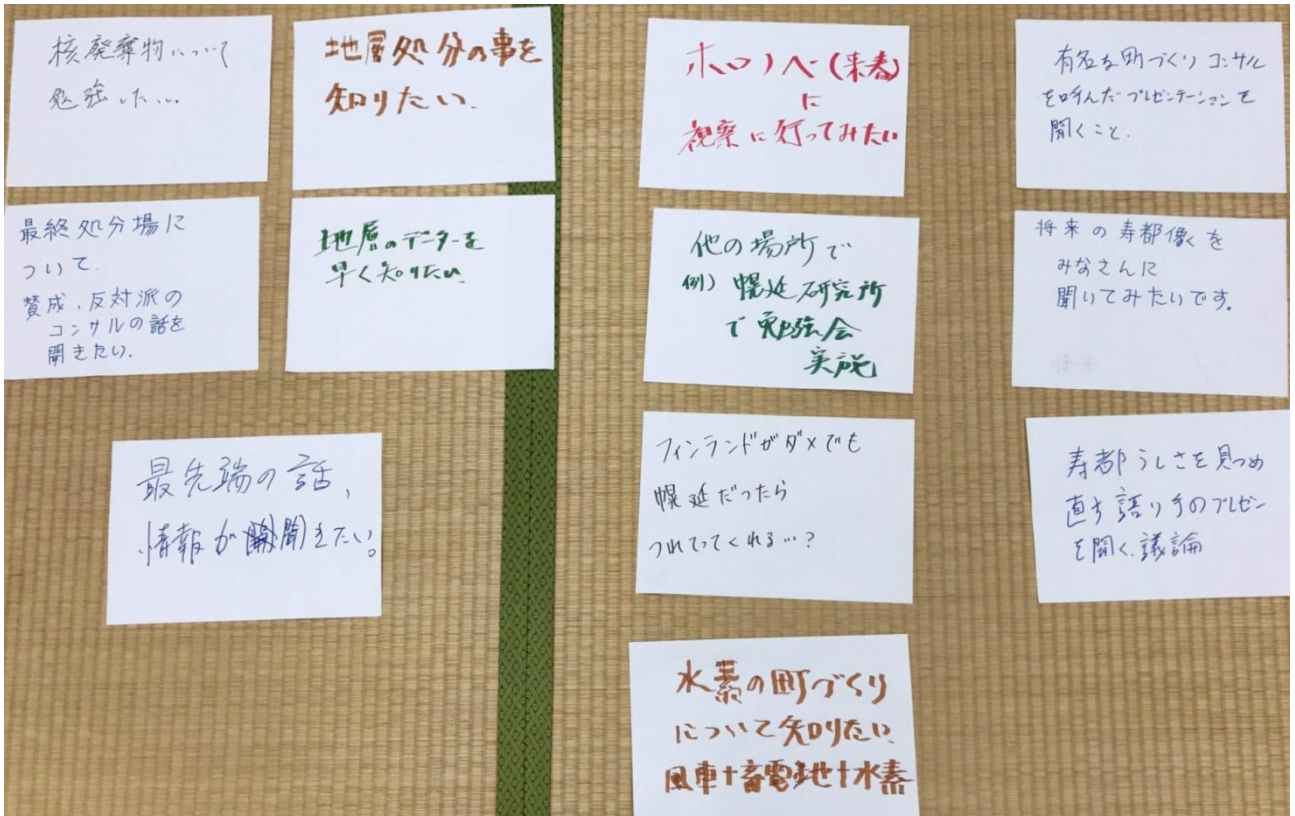 核廃棄物について
勉強したい。
地層処分の事を
知りたい.
最終処分場に
ついて.
賛成、反対派の
コンサルの話を
聞きたい.
地層のデーターを
早く知りたい
最先端の話、
情報が聞きたい。
ホロノベ(来春)
に
視察に行ってみたい
他の場所で
例) 幌延研究所
で勉強会
実施
フィンランドがダメでも
幌延だったら
つれてってくれる…?
水素の町づくり
について知りたい.
風車+畜電地+水素
有名な町づくりコンサル
を呼んだプレゼンテーションを
聞くこと.
将来の寿都像を
みなさんに
聞いてみたいです。
寿都らしさを見つめ
直す語り手のプレゼン
を聞く.議論